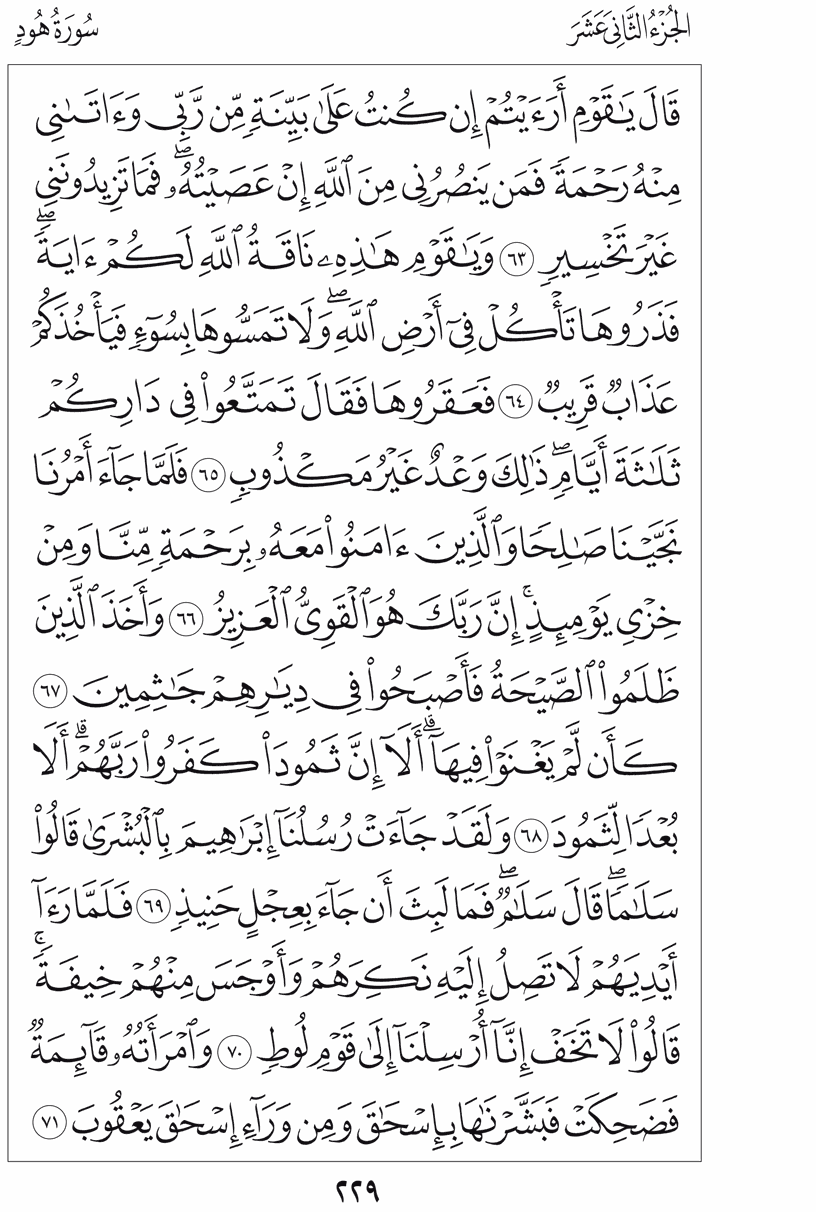 الجُزْءُ الثَّانِي عَشَرَ سُورَةُ هُودٍ
قَالَ يَٰقَوْمِ أَرَءَيْتُمْ إِن كُنتُ عَلَىٰ بَيِّنَةٍ مِّن رَّبِّي وَءَاتَىٰنِي
مِنْهُ رَحْمَةً فَمَن يَنصُرُنِي مِنَ ٱللَّهِ إِنْ عَصَيْتُهُۥۖ فَمَا تَزِيدُونَنِي
غَيْرَ تَخْسِيرٍ ٦٣ وَيَٰقَوْمِ هَٰذِهِۦ نَاقَةُ ٱللَّهِ لَكُمْ ءَايَةًۖ
فَذَرُوهَا تَأْكُلْ فِيٓ أَرْضِ ٱللَّهِۖ وَلَا تَمَسُّوهَا بِسُوٓءٍ فَيَأْخُذَكُمْ
عَذَابٌ قَرِيبٌ ٦٤ فَعَقَرُوهَا فَقَالَ تَمَتَّعُوا۟ فِي دَارِكُمْ
ثَلَٰثَةَ أَيَّامٍۖ ذَٰلِكَ وَعْدٌ غَيْرُ مَكْذُوبٍ ٦٥ فَلَمَّا جَآءَ أَمْرُنَا
نَجَّيْنَا صَٰلِحًا وَٱلَّذِينَ ءَامَنُوا۟ مَعَهُۥ بِرَحْمَةٍ مِّنَّا وَمِنْ
خِزْيِ يَوْمِئِذٍۚ إِنَّ رَبَّكَ هُوَ ٱلْقَوِيُّ ٱلْعَزِيزُ ٦٦ وَأَخَذَ ٱلَّذِينَ
ظَلَمُوا۟ ٱلصَّيْحَةُ فَأَصْبَحُوا۟ فِي دِيَٰرِهِمْ جَٰثِمِينَ ٦٧
كَأَن لَّمْ يَغْنَوْا۟ فِيهَآۗ أَلَآ إِنَّ ثَمُودَا۟ كَفَرُوا۟ رَبَّهُمْۗ أَلَا
بُعْدًا لِّثَمُودَ ٦٨ وَلَقَدْ جَآءَتْ رُسُلُنَآ إِبْرَٰهِيمَ بِٱلْبُشْرَىٰ قَالُوا۟
سَلَٰمًاۖ قَالَ سَلَٰمٌۖ فَمَا لَبِثَ أَن جَآءَ بِعِجْلٍ حَنِيذٍ ٦٩ فَلَمَّا رَءَآ
أَيْدِيَهُمْ لَا تَصِلُ إِلَيْهِ نَكِرَهُمْ وَأَوْجَسَ مِنْهُمْ خِيفَةًۚ
قَالُوا۟ لَا تَخَفْ إِنَّآ أُرْسِلْنَآ إِلَىٰ قَوْمِ لُوطٍ ٧٠ وَٱمْرَأَتُهُۥ قَآئِمَةٌ
فَضَحِكَتْ فَبَشَّرْنَٰهَا بِإِسْحَٰقَ وَمِن وَرَآءِ إِسْحَٰقَ يَعْقُوبَ ٧١
٢٢٩